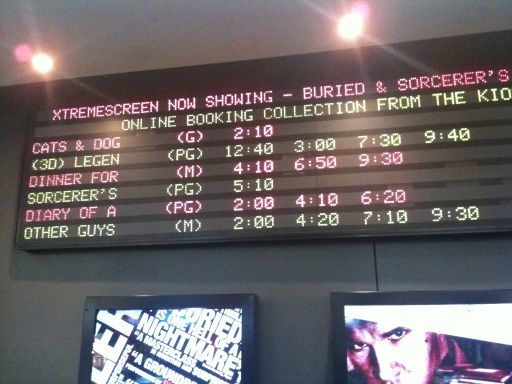 XTREMESCREEN NOW SHOWING - BURIED & SORCERER'S
ONLINE BOOKING COLLECTION FROM THE KIO
CATS & DOG (G) 2:10
(3D) LEGEN (PG) 12:40 3:00 7:30 9:40
DINNER FOR (M) 4:10 6:50 9:30
SORCERER'S (PG) 5:10
DIARY OF A (PG) 2:00 4:10 6:20
OTHER GUYS (M) 2:00 4:20 7:10 9:30
NIGHTMARE